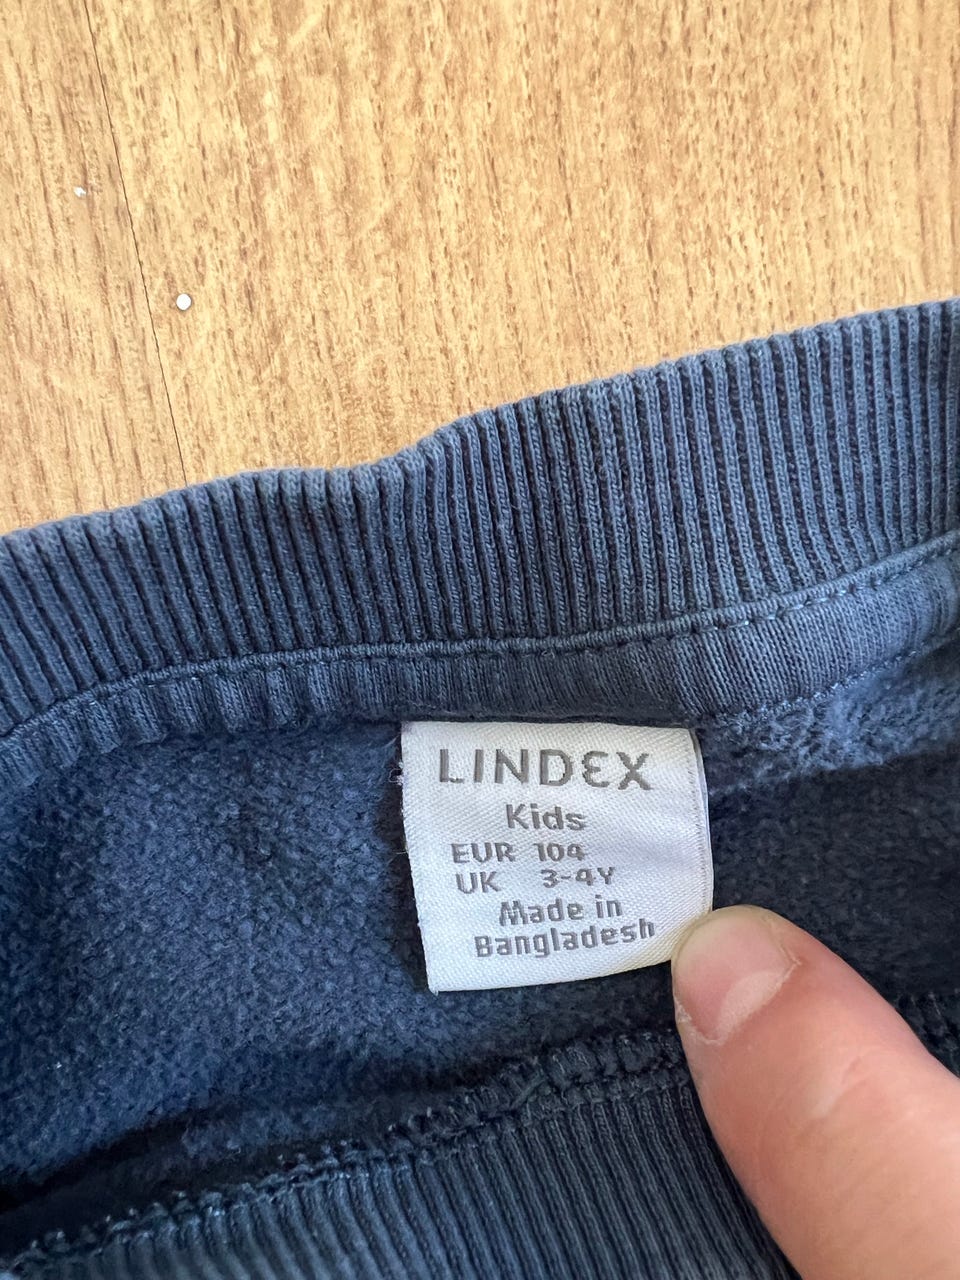 LINDEX
Kids
EUR 104
UK 3-4Y
Made in
Bangladesh